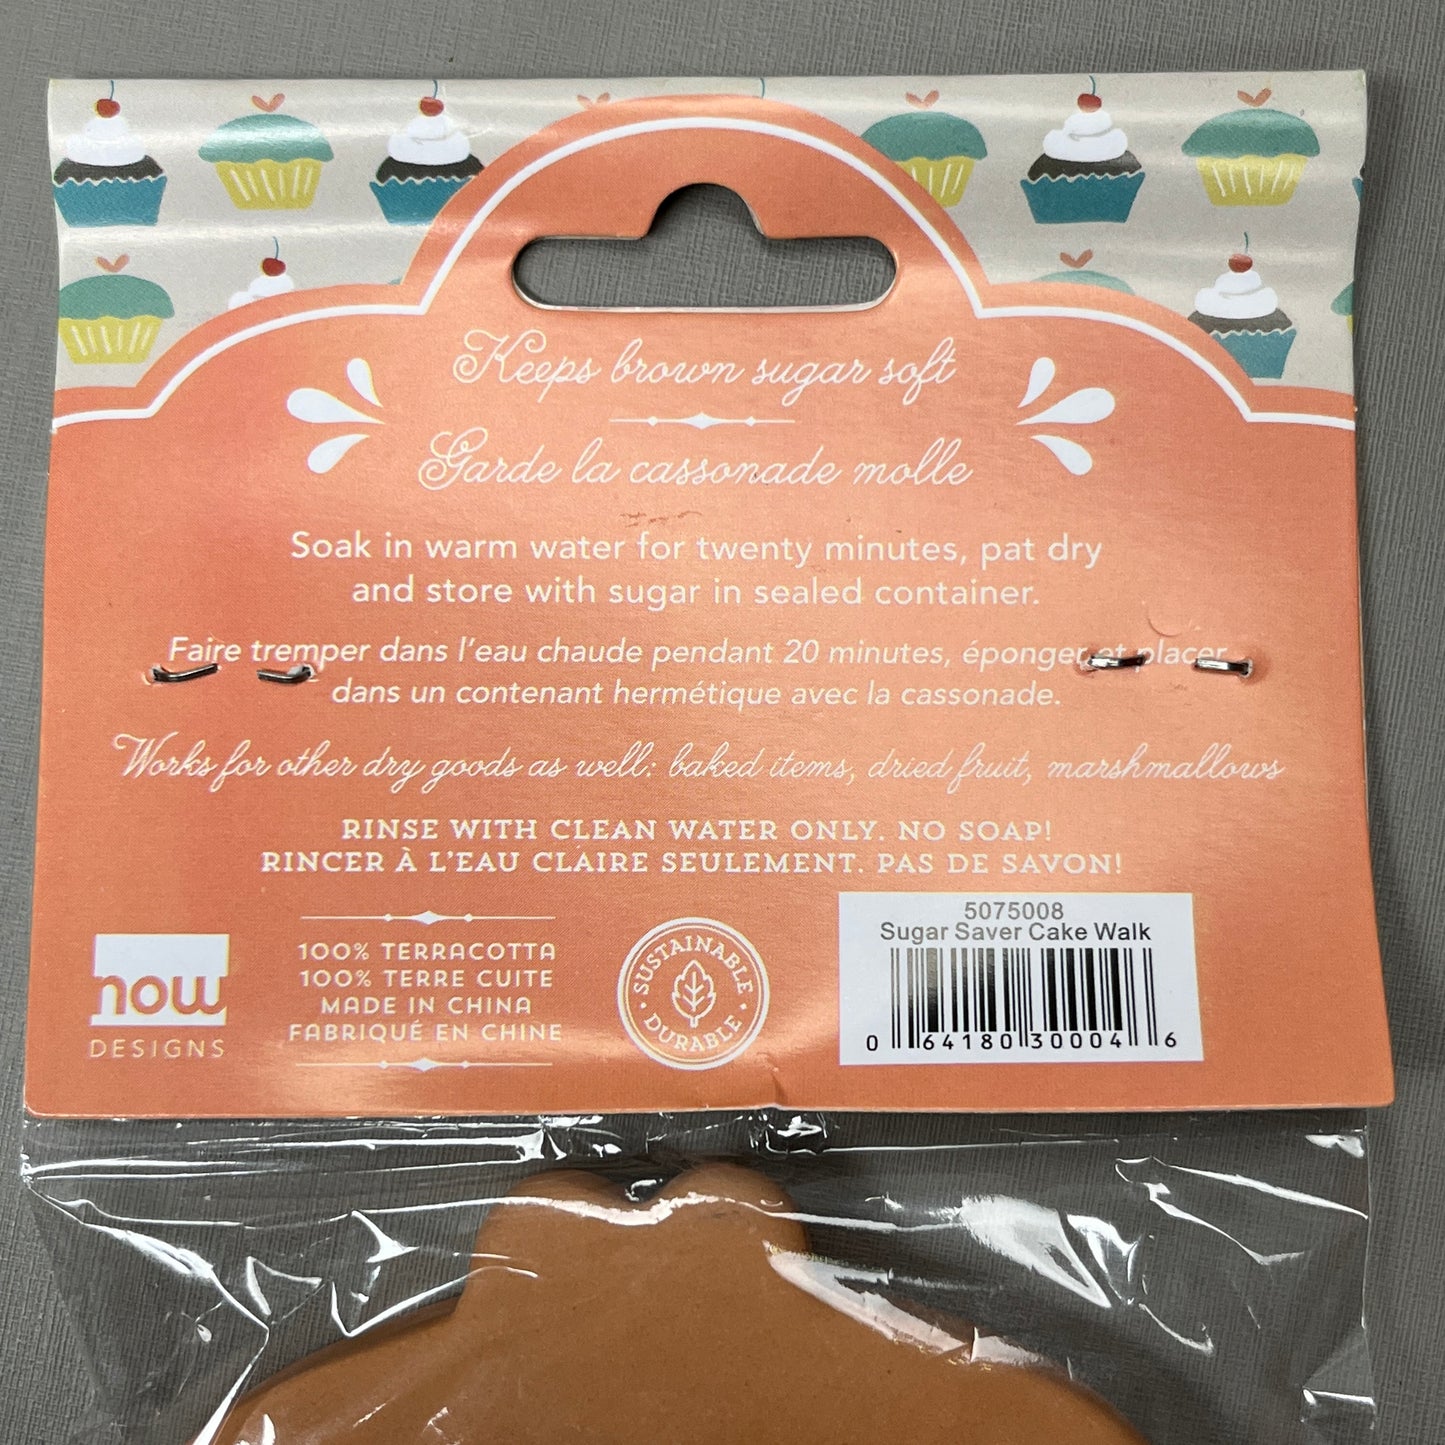 Keeps brown sugar soft
Garde la cassonade molle
Soak in warm water for twenty minutes, pat dry
and store with sugar in sealed container.
Faire tremper dans l'eau chaude pendant 20 minutes, éponger et placer
dans un contenant hermétique avec la cassonade.
Works for other dry goods as well: baked items, dried fruit, marshmallows
RINSE WITH CLEAN WATER ONLY. NO SOAP!
RINCER À L'EAU CLAIRE SEULEMENT. PAS DE SAVON!
now
DESIGNS
100% TERRACOTTA
100% TERRE CUITE
MADE IN CHINA
FABRIQUÉ EN CHINE
SUSTAINABLE
DURABLE
5075008
Sugar Saver Cake Walk
0 64180 30004 6